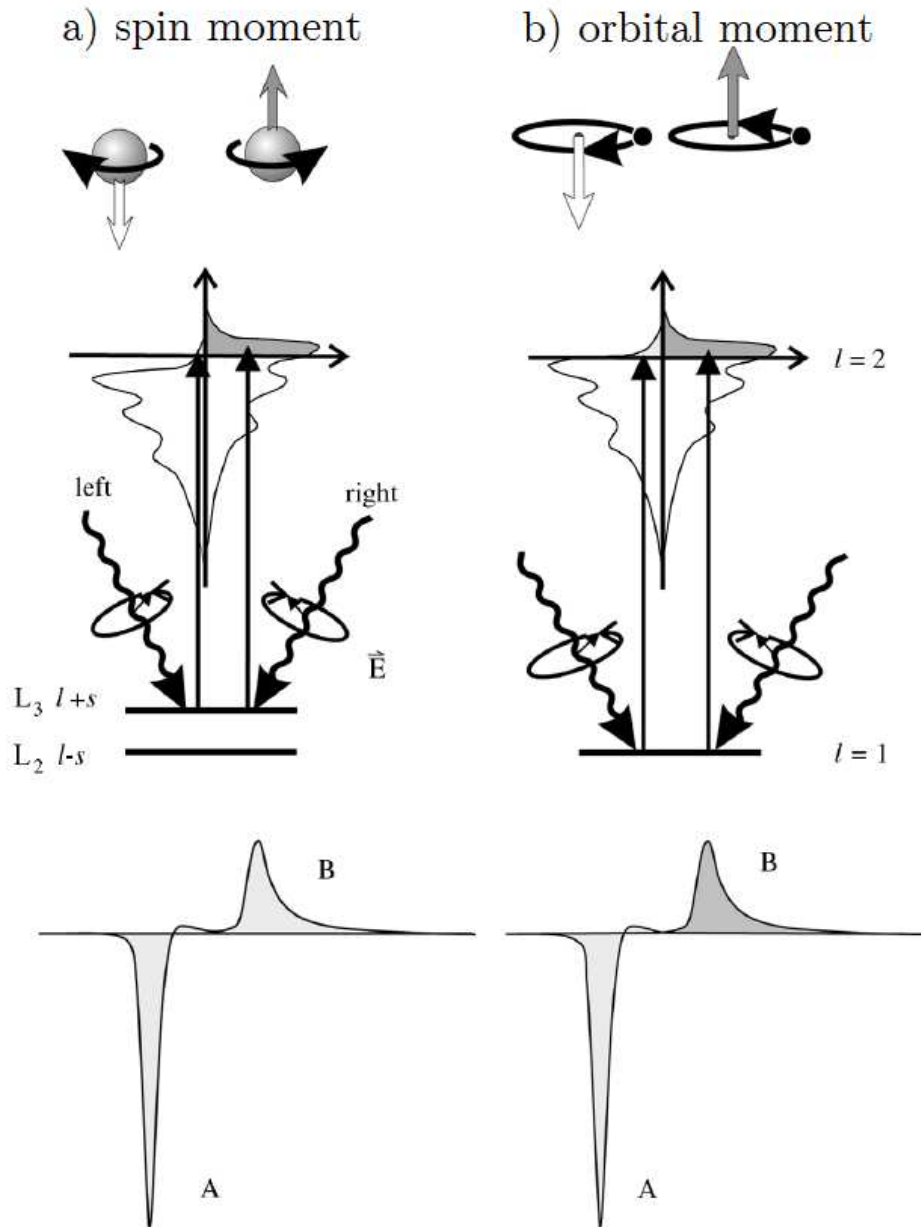 a) spin moment
b) orbital moment
l = 2
left
right
E⃗
L₃ l+s
L₂ l-s
l = 1
B
B
A
A